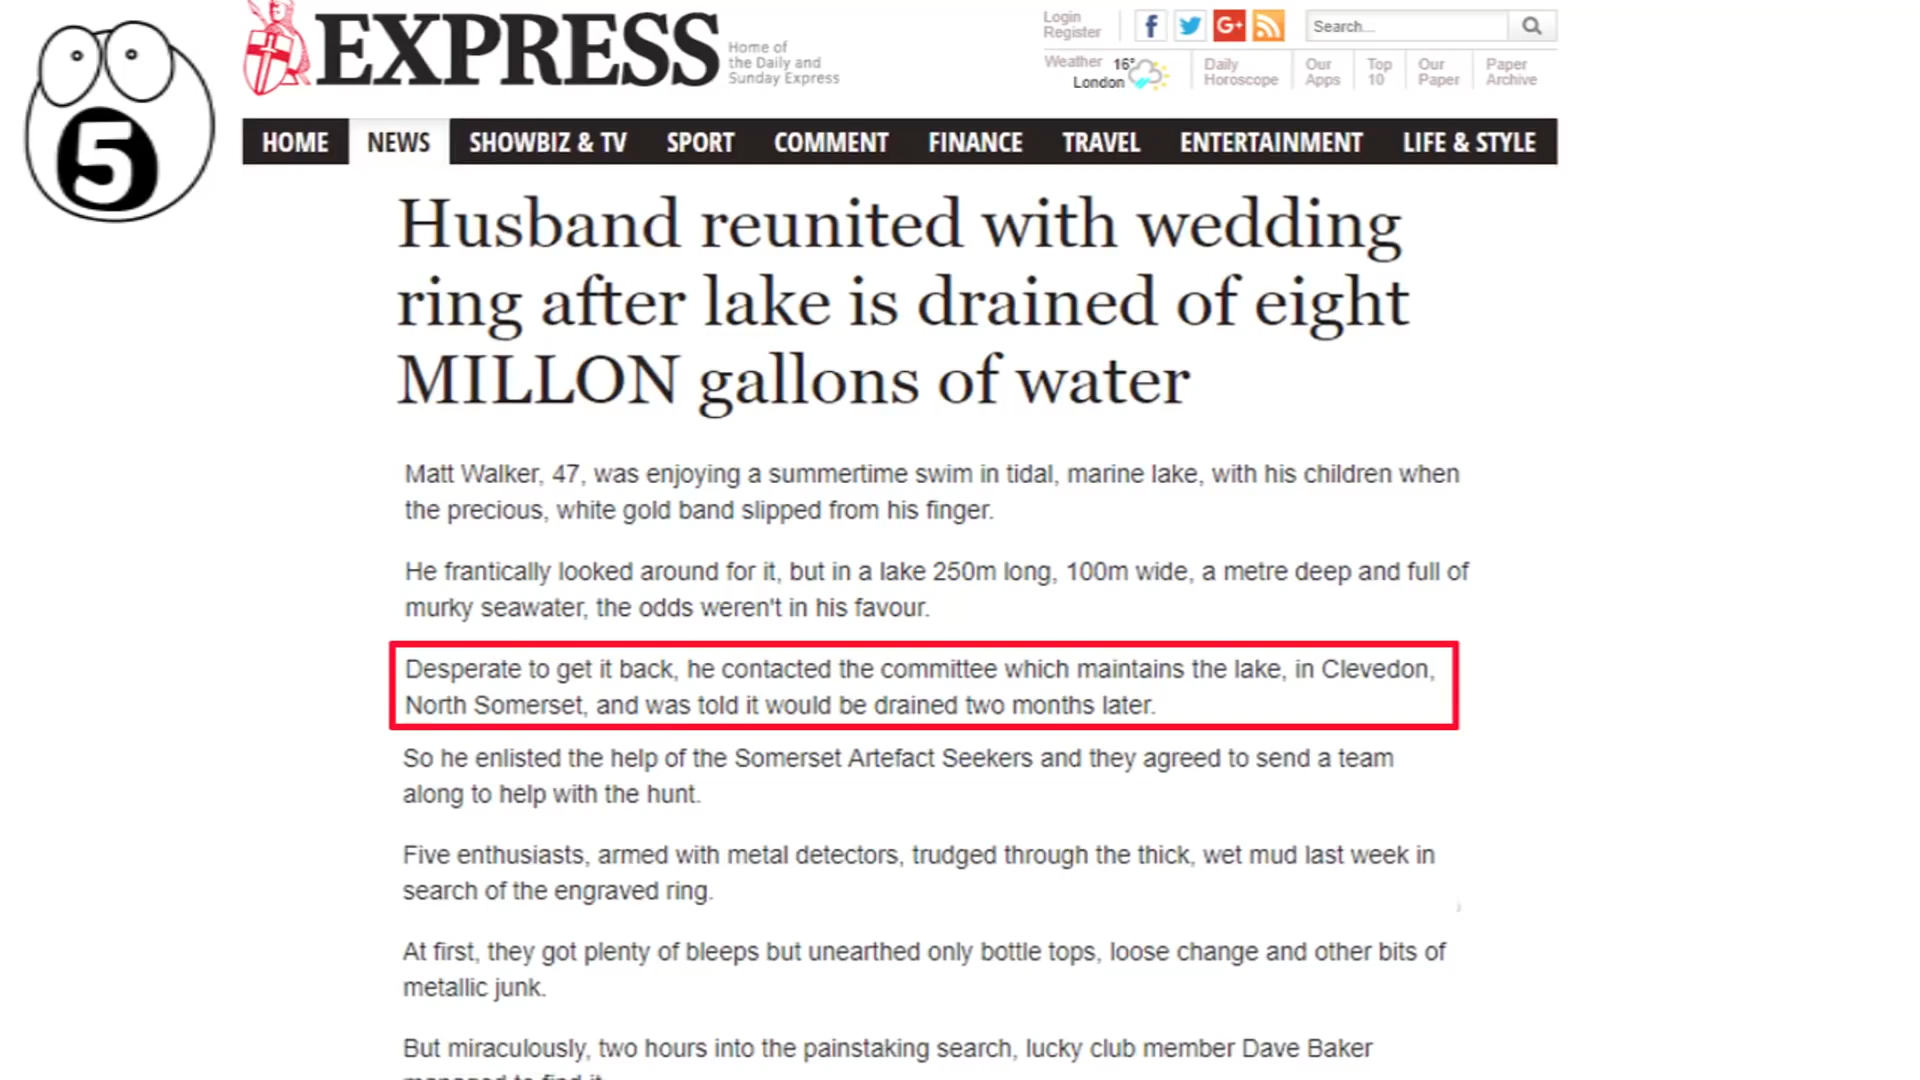 5
EXPRESS
Home of
the Daily and
Sunday Express
Login
Register
f
G+
Search...
Weather 16°
London
Daily
Horoscope
Our
Apps
Top
10
Our
Paper
Paper
Archive
HOME NEWS SHOWBIZ & TV SPORT COMMENT FINANCE TRAVEL ENTERTAINMENT LIFE & STYLE
Husband reunited with wedding
ring after lake is drained of eight
MILLON gallons of water
Matt Walker, 47, was enjoying a summertime swim in tidal, marine lake, with his children when
the precious, white gold band slipped from his finger.
He frantically looked around for it, but in a lake 250m long, 100m wide, a metre deep and full of
murky seawater, the odds weren't in his favour.
Desperate to get it back, he contacted the committee which maintains the lake, in Clevedon,
North Somerset, and was told it would be drained two months later.
So he enlisted the help of the Somerset Artefact Seekers and they agreed to send a team
along to help with the hunt.
Five enthusiasts, armed with metal detectors, trudged through the thick, wet mud last week in
search of the engraved ring.
At first, they got plenty of bleeps but unearthed only bottle tops, loose change and other bits of
metallic junk.
But miraculously, two hours into the painstaking search, lucky club member Dave Baker
managed to find it